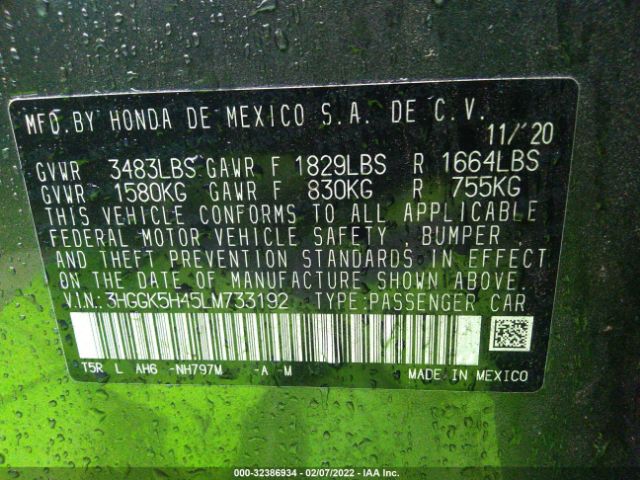 MFD. BY HONDA DE MEXICO S.A. DE C.V.
11/'20
GVWR 3483LBS GAWR F 1829LBS R 1664LBS
GVWR 1580KG GAWR F 830KG R 755KG
THIS VEHICLE CONFORMS TO ALL APPLICABLE
FEDERAL MOTOR VEHICLE SAFETY, BUMPER,
AND THEFT PREVENTION STANDARDS IN EFFECT
ON THE DATE OF MANUFACTURE SHOWN ABOVE.
V.I.N.: 3HGGK5H45LM733192 TYPE:PASSENGER CAR
T5R L AH6 -NH797M -A -M
MADE IN MEXICO
000-32386934 - 02/07/2022 - IAA Inc.